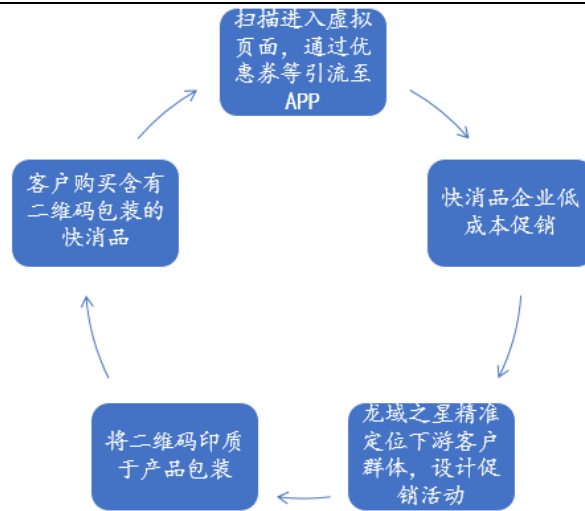 扫描进入虚拟
页面，通过优
惠券等引流至
APP
客户购买含有
二维码包装的
快消品
快消品企业低
成本促销
将二维码印质
于产品包装
龙域之星精准
定位下游客户
群体，设计促
销活动